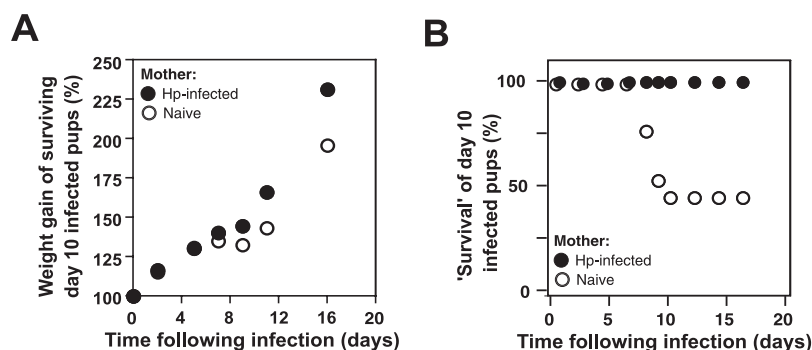 A
Weight gain of surviving
day 10 infected pups (%)
250
225
200
175
150
125
100
Mother:
Hp-infected
Naive
0 4 8 12 16 20
Time following infection (days)
B
'Survival' of day 10
infected pups (%)
100
50
0
Mother:
Hp-infected
Naive
0 5 10 15 20
Time following infection (days)